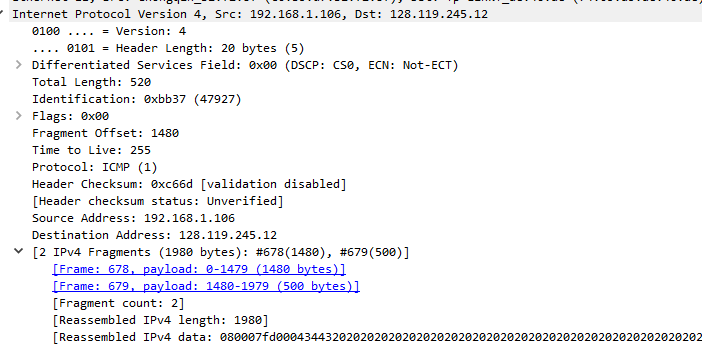 Internet Protocol Version 4, Src: 192.168.1.106, Dst: 128.119.245.12
0100 .... = Version: 4
.... 0101 = Header Length: 20 bytes (5)
Differentiated Services Field: 0x00 (DSCP: CS0, ECN: Not-ECT)
Total Length: 520
Identification: 0xbb37 (47927)
Flags: 0x00
Fragment Offset: 1480
Time to Live: 255
Protocol: ICMP (1)
Header Checksum: 0xc66d [validation disabled]
[Header checksum status: Unverified]
Source Address: 192.168.1.106
Destination Address: 128.119.245.12
[2 IPv4 Fragments (1980 bytes): #678(1480), #679(500)]
[Frame: 678, payload: 0-1479 (1480 bytes)]
[Frame: 679, payload: 1480-1979 (500 bytes)]
[Fragment count: 2]
[Reassembled IPv4 length: 1980]
[Reassembled IPv4 data: 080007fd000434432020202020202020202020202020202020202020202020202020202